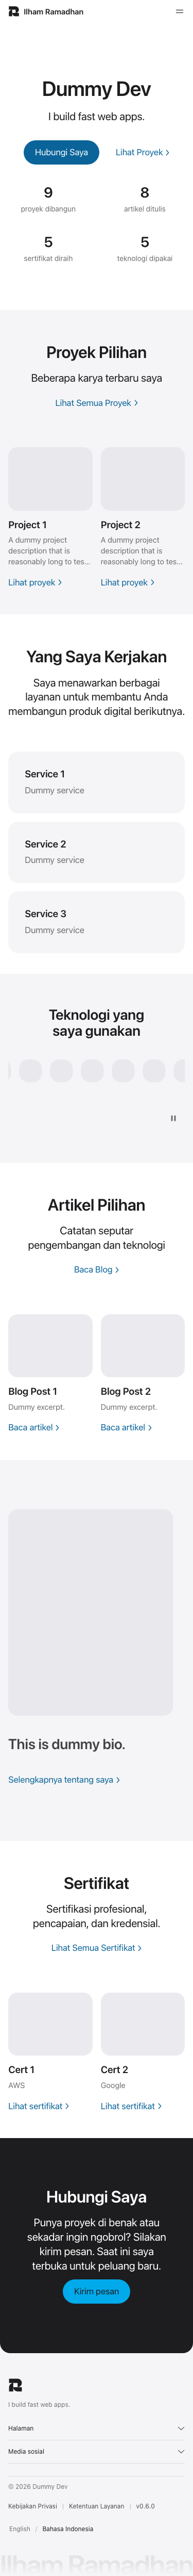 Ilham Ramadhan
Dummy Dev
I build fast web apps.
Hubungi Saya
Lihat Proyek
9
proyek dibangun
8
artikel ditulis
5
sertifikat diraih
5
teknologi dipakai
Proyek Pilihan
Beberapa karya terbaru saya
Lihat Semua Proyek
Project 1
A dummy project
description that is
reasonably long to tes...
Lihat proyek
Project 2
A dummy project
description that is
reasonably long to tes...
Lihat proyek
Yang Saya Kerjakan
Saya menawarkan berbagai
layanan untuk membantu Anda
membangun produk digital berikutnya.
Service 1
Dummy service
Service 2
Dummy service
Service 3
Dummy service
Teknologi yang
saya gunakan
Artikel Pilihan
Catatan seputar
pengembangan dan teknologi
Baca Blog
Blog Post 1
Dummy excerpt.
Baca artikel
Blog Post 2
Dummy excerpt.
Baca artikel
This is dummy bio.
Selengkapnya tentang saya
Sertifikat
Sertifikasi profesional,
pencapaian, dan kredensial.
Lihat Semua Sertifikat
Cert 1
AWS
Lihat sertifikat
Cert 2
Google
Lihat sertifikat
Hubungi Saya
Punya proyek di benak atau
sekadar ingin ngobrol? Silakan
kirim pesan. Saat ini saya
terbuka untuk peluang baru.
Kirim pesan
I build fast web apps.
Halaman
Media sosial
© 2026 Dummy Dev
Kebijakan Privasi | Ketentuan Layanan | v0.6.0
English / Bahasa Indonesia
Ilham Ramadhan